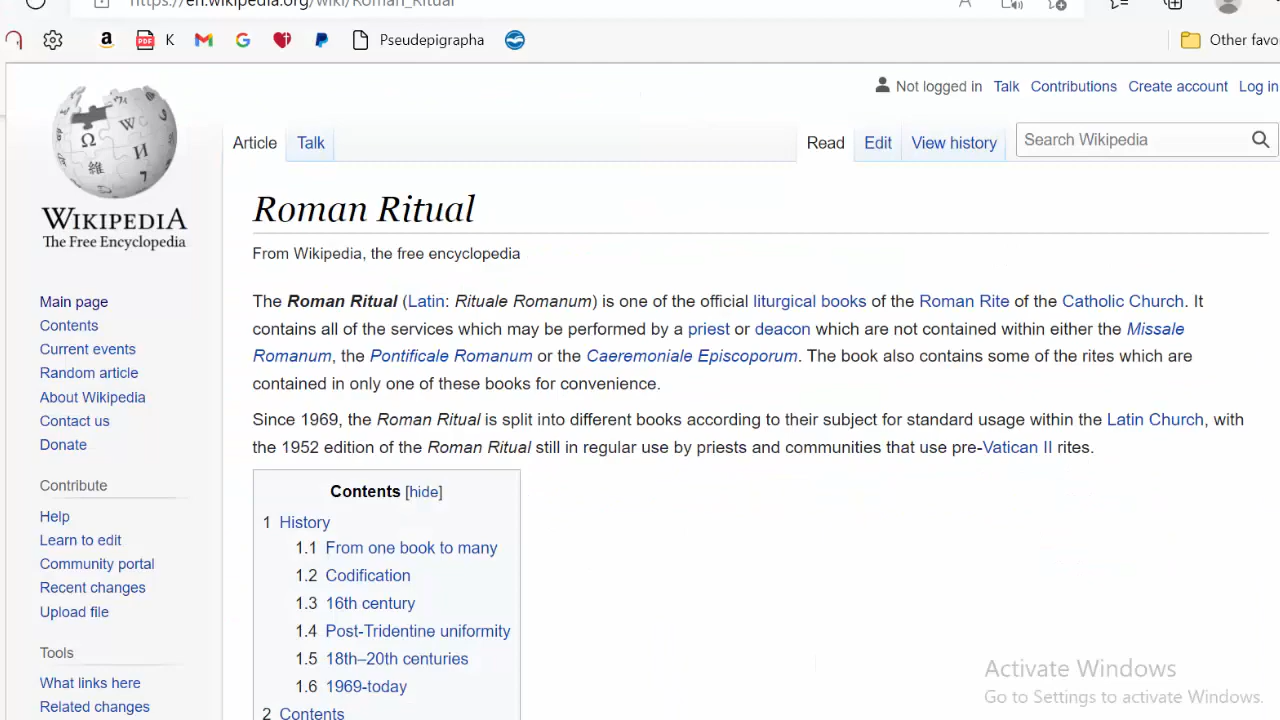 https://en.wikipedia.org/wiki/Roman_Ritual
K
Pseudepigrapha
Other favo
Not logged in Talk Contributions Create account Log in
Article Talk Read Edit View history Search Wikipedia
WIKIPEDIA
The Free Encyclopedia
Roman Ritual
From Wikipedia, the free encyclopedia
The Roman Ritual (Latin: Rituale Romanum) is one of the official liturgical books of the Roman Rite of the Catholic Church. It
contains all of the services which may be performed by a priest or deacon which are not contained within either the Missale
Romanum, the Pontificale Romanum or the Caeremoniale Episcoporum. The book also contains some of the rites which are
contained in only one of these books for convenience.
Since 1969, the Roman Ritual is split into different books according to their subject for standard usage within the Latin Church, with
the 1952 edition of the Roman Ritual still in regular use by priests and communities that use pre-Vatican II rites.
Contents [hide]
1 History
1.1 From one book to many
1.2 Codification
1.3 16th century
1.4 Post-Tridentine uniformity
1.5 18th–20th centuries
1.6 1969-today
2 Contents
Main page
Contents
Current events
Random article
About Wikipedia
Contact us
Donate
Contribute
Help
Learn to edit
Community portal
Recent changes
Upload file
Tools
What links here
Related changes
Activate Windows
Go to Settings to activate Windows.